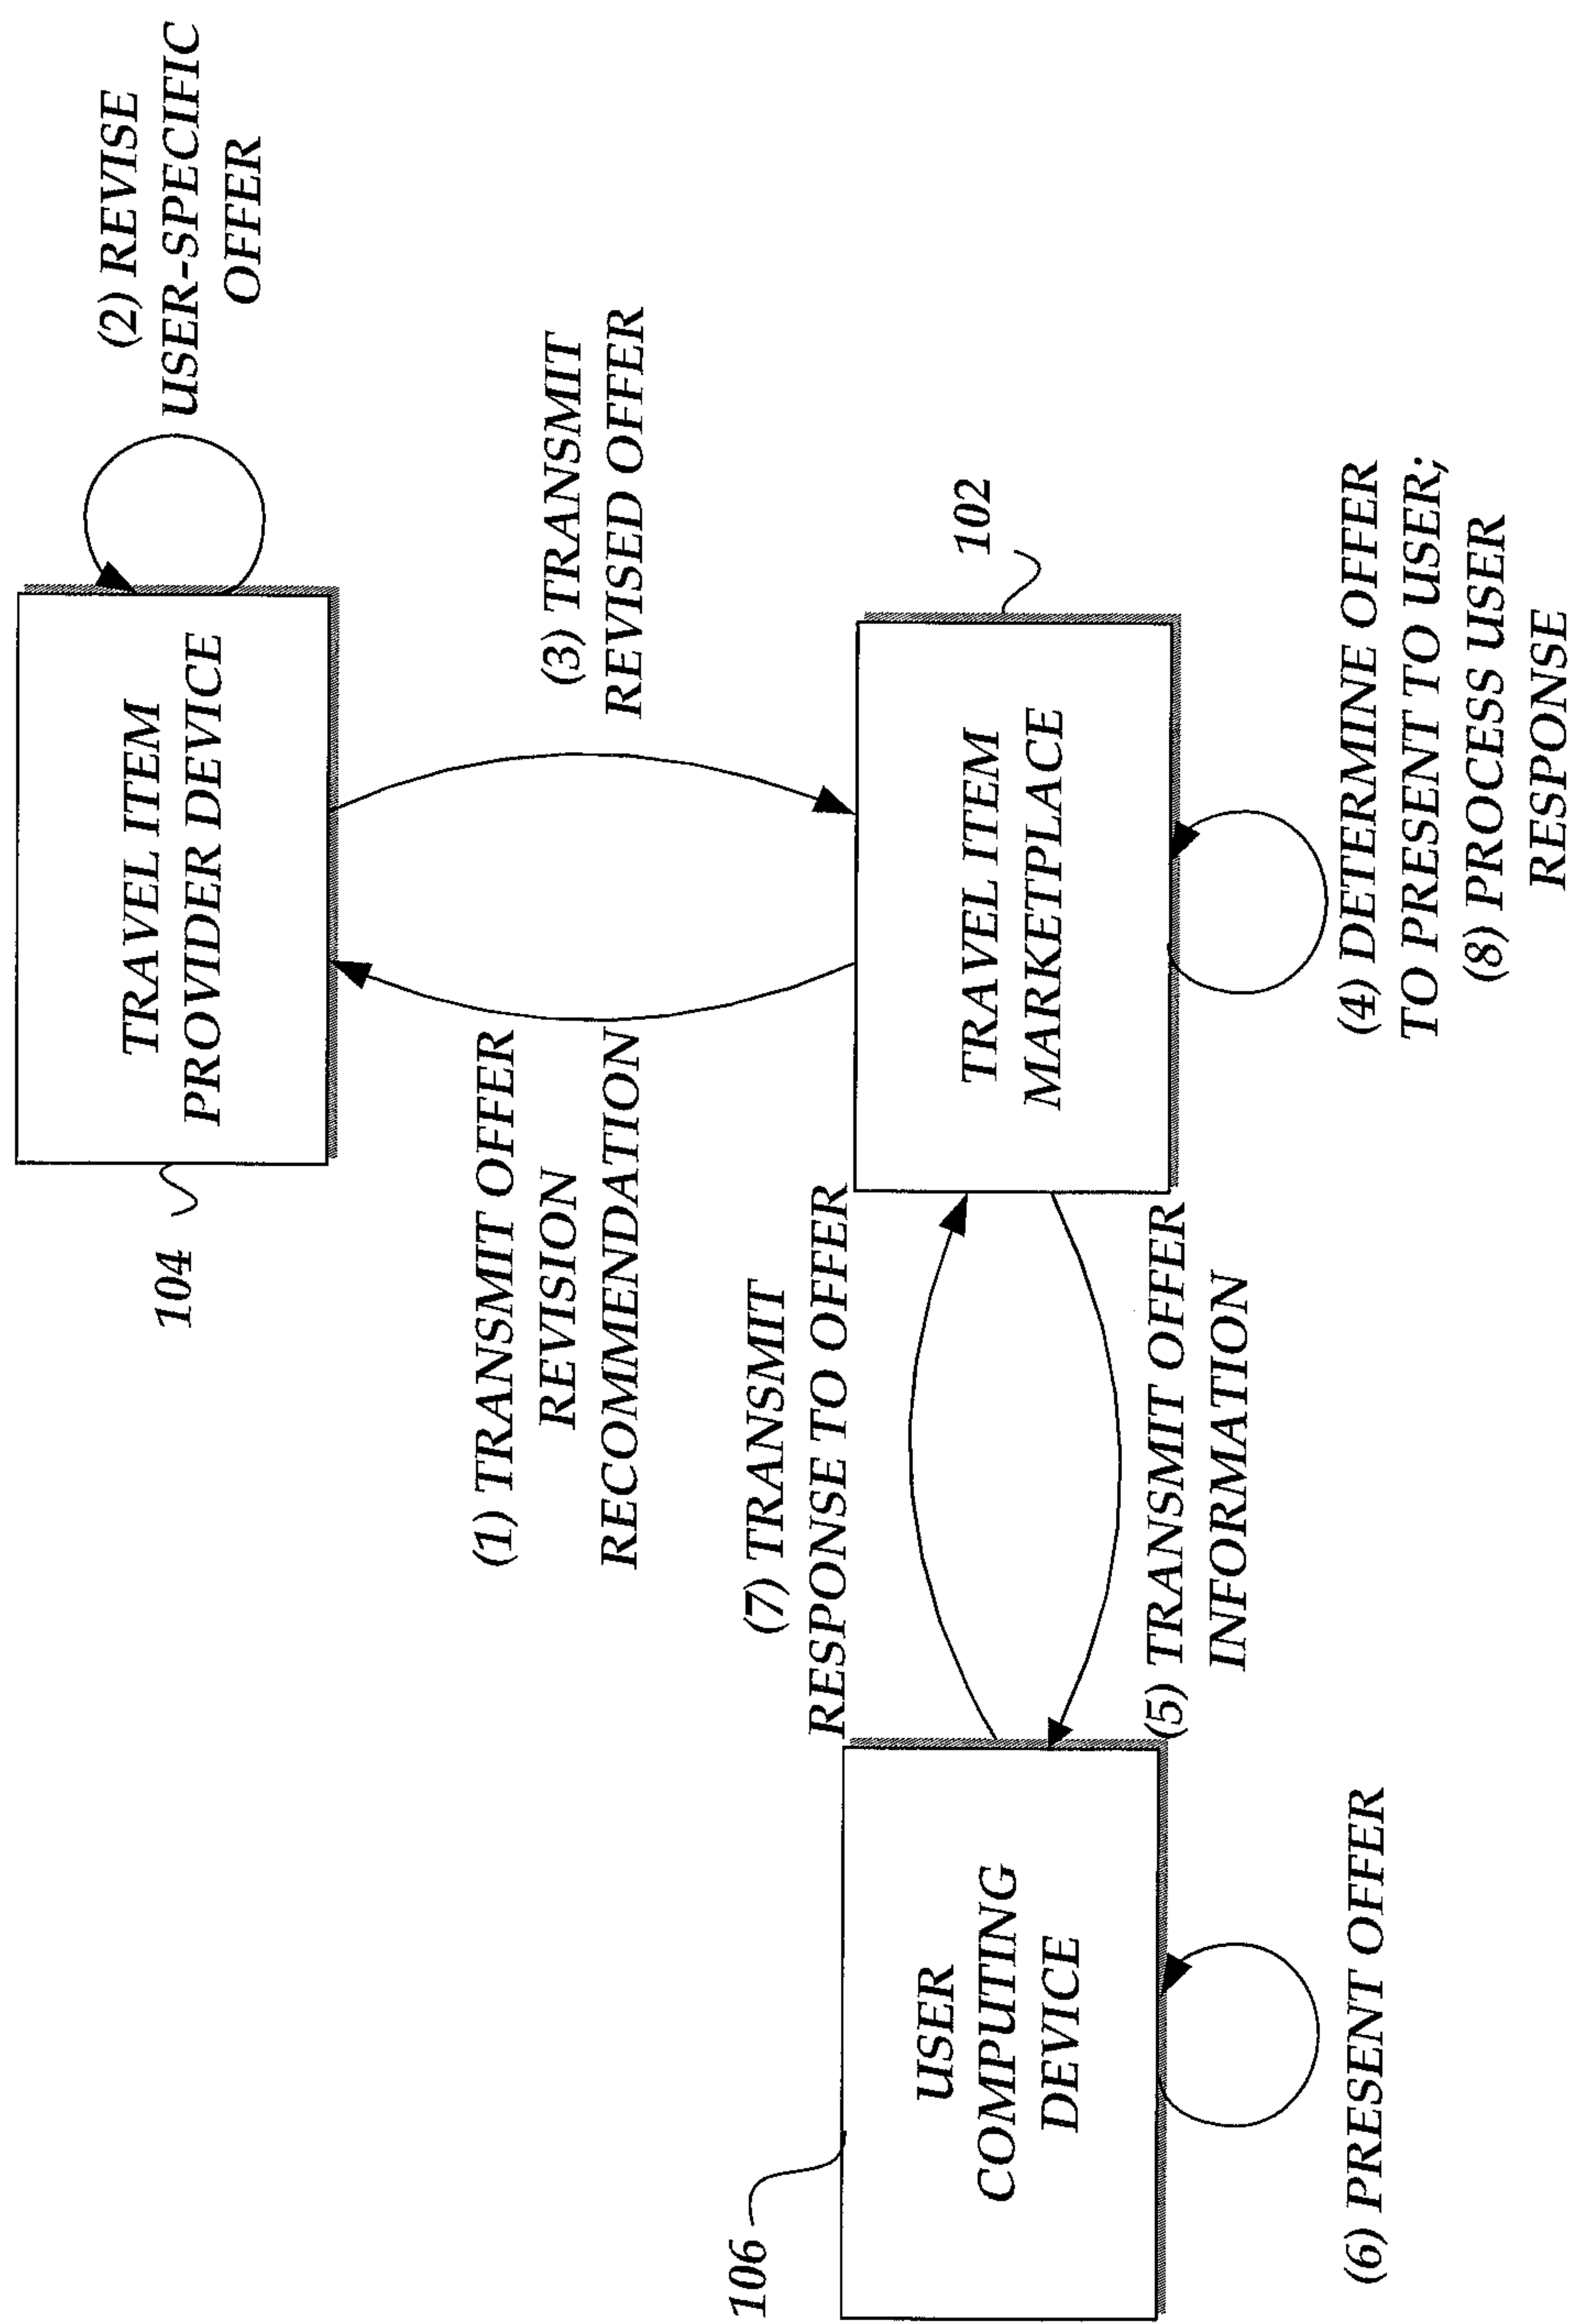 104
TRAVEL ITEM
PROVIDER DEVICE
(2) REVISE
USER-SPECIFIC
OFFER
(1) TRANSMIT OFFER
REVISION
RECOMMENDATION
(3) TRANSMIT
REVISED OFFER
106
USER
COMPUTING
DEVICE
(7) TRANSMIT
RESPONSE TO OFFER
(5) TRANSMIT OFFER
INFORMATION
102
TRAVEL ITEM
MARKETPLACE
(6) PRESENT OFFER
(4) DETERMINE OFFER
TO PRESENT TO USER;
(8) PROCESS USER
RESPONSE